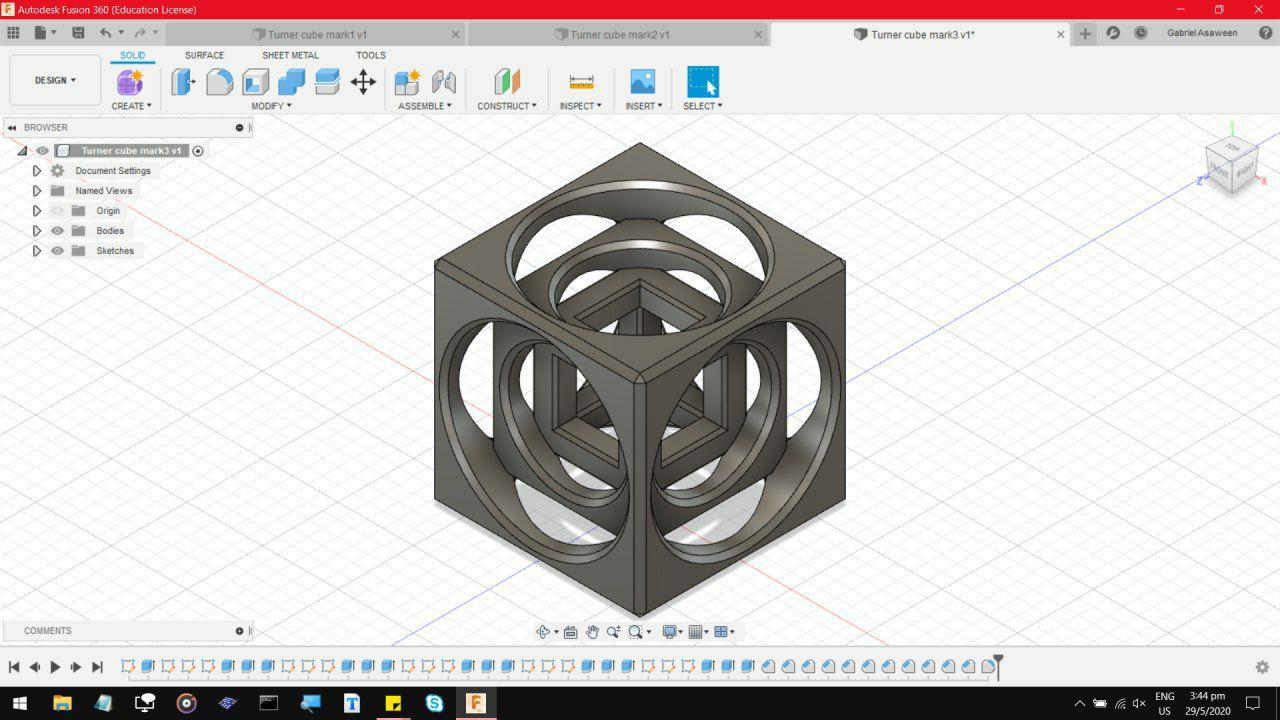 Autodesk Fusion 360 (Education License)
Turner cube mark1 v1
Turner cube mark2 v1
Turner cube mark3 v1*
Gabriel Asaween
SOLID
SURFACE
SHEET METAL
TOOLS
DESIGN
CREATE
MODIFY
ASSEMBLE
CONSTRUCT
INSPECT
INSERT
SELECT
BROWSER
Turner cube mark3 v1
Document Settings
Named Views
Origin
Bodies
Sketches
Y
TOP
FRONT
RIGHT
Z
X
COMMENTS
ENG
US
3:44 pm
29/5/2020